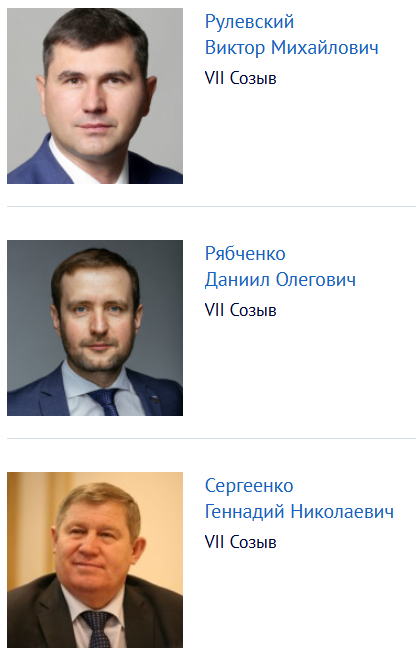 Рулевский
Виктор Михайлович
VII Созыв
Рябченко
Даниил Олегович
VII Созыв
Сергеенко
Геннадий Николаевич
VII Созыв